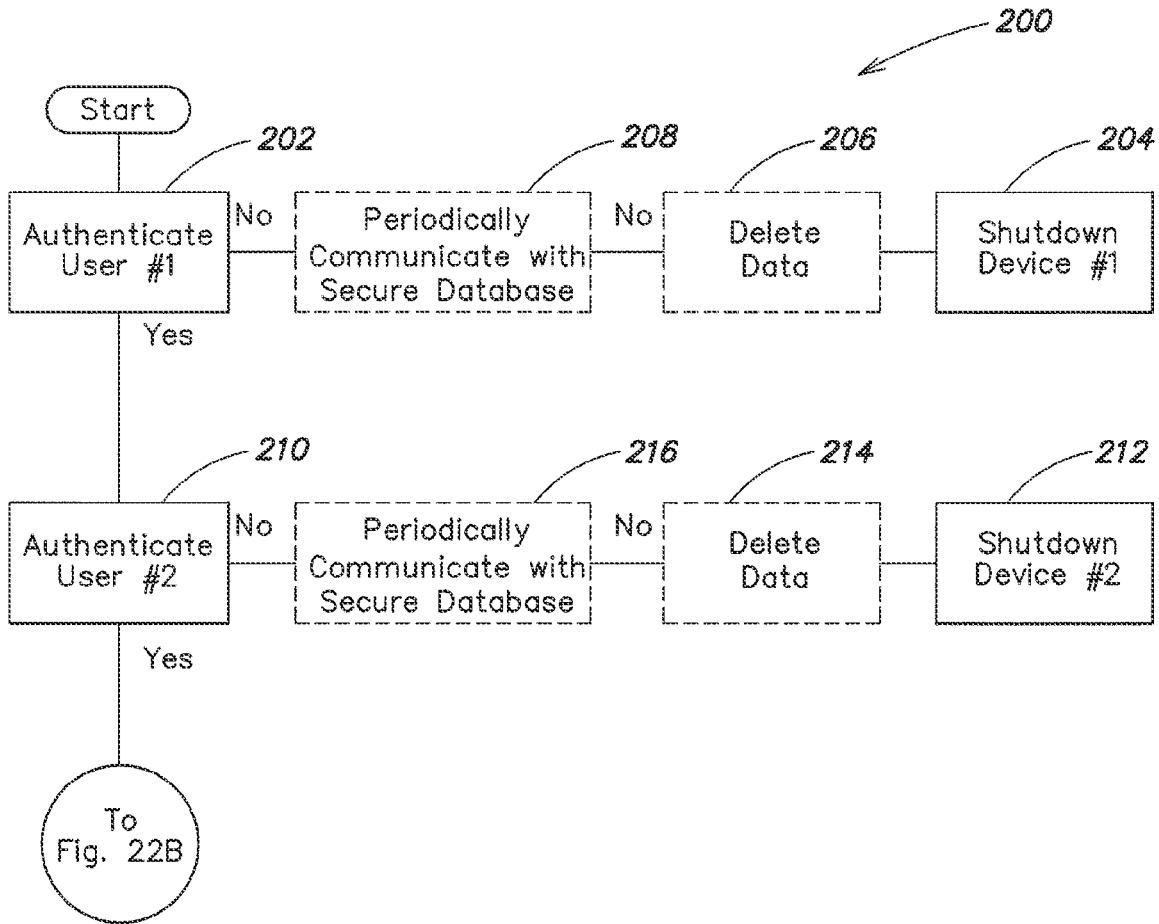 200
Start
202
208
206
204
Authenticate
User #1
No
Periodically
Communicate with
Secure Database
No
Delete
Data
Shutdown
Device #1
Yes
210
216
214
212
Authenticate
User #2
No
Periodically
Communicate with
Secure Database
No
Delete
Data
Shutdown
Device #2
Yes
To
Fig. 22B